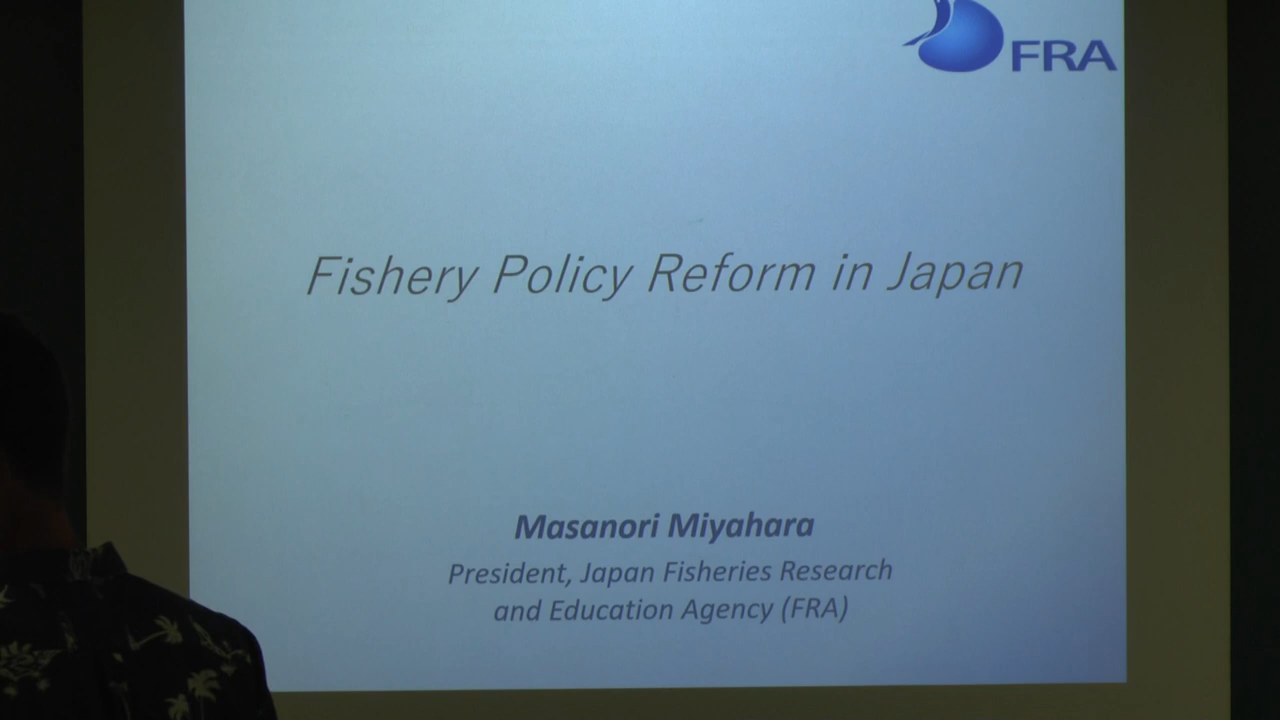 FRA
Fishery Policy Reform in Japan
Masanori Miyahara
President, Japan Fisheries Research
and Education Agency (FRA)